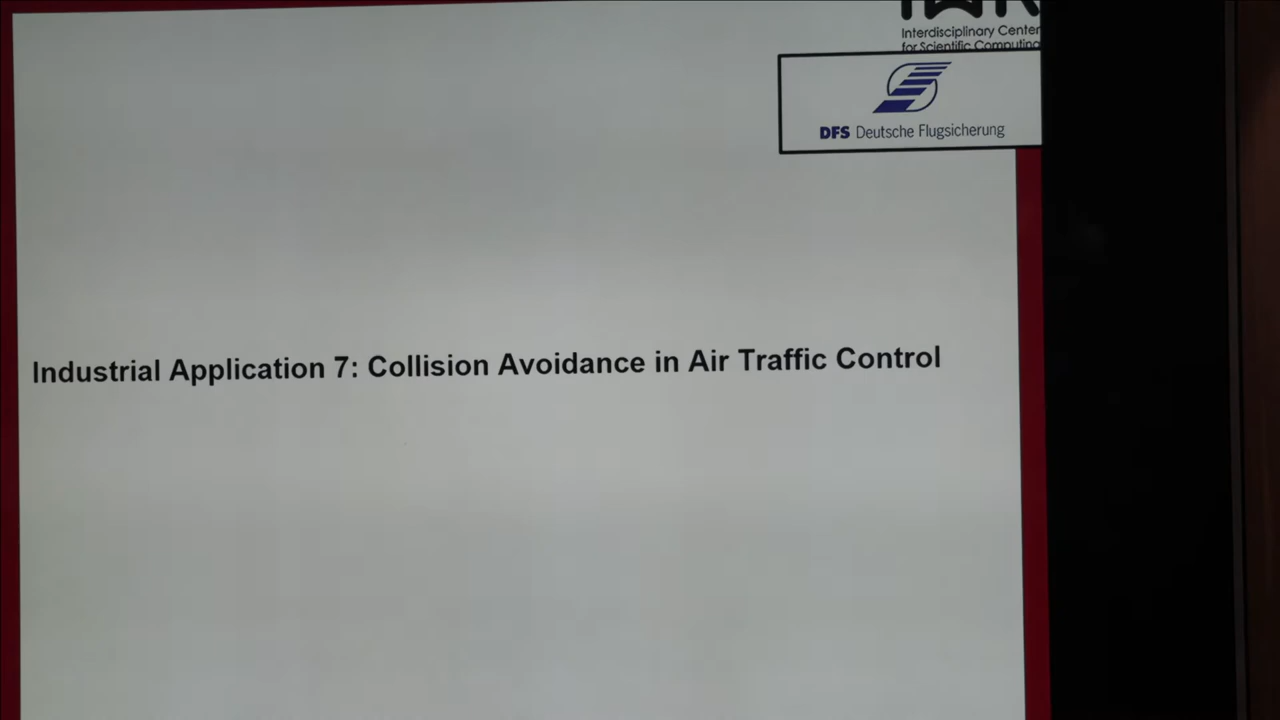 Interdisciplinary Center
for Scientific Computing
DFS Deutsche Flugsicherung
Industrial Application 7: Collision Avoidance in Air Traffic Control